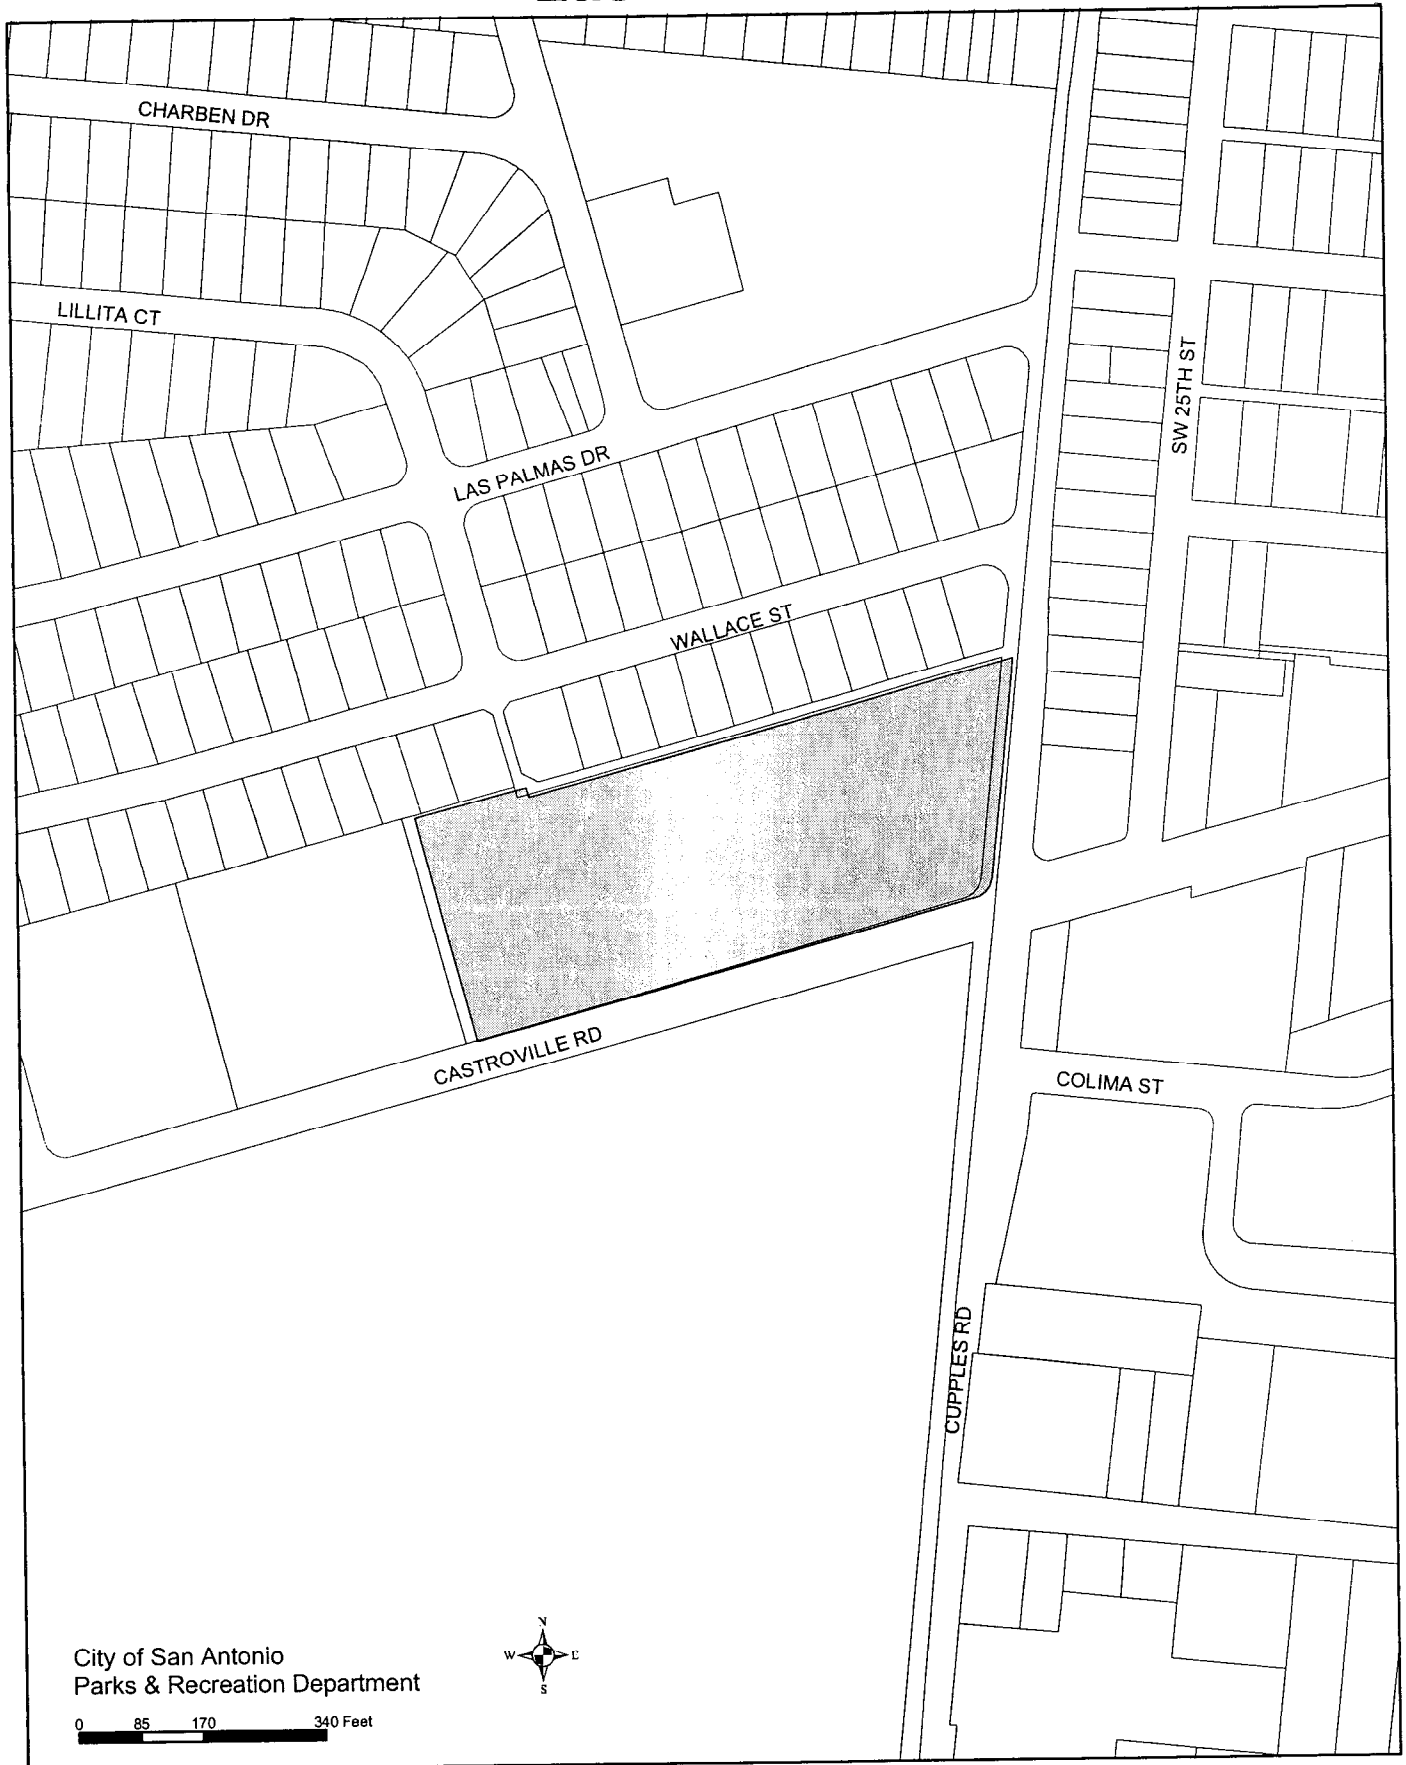 CHARBEN DR
LILLITA CT
SW 25TH ST
LAS PALMAS DR
WALLACE ST
CASTROVILLE RD
COLIMA ST
CUPPLES RD
N
W E
S
City of San Antonio
Parks & Recreation Department
0 85 170 340 Feet